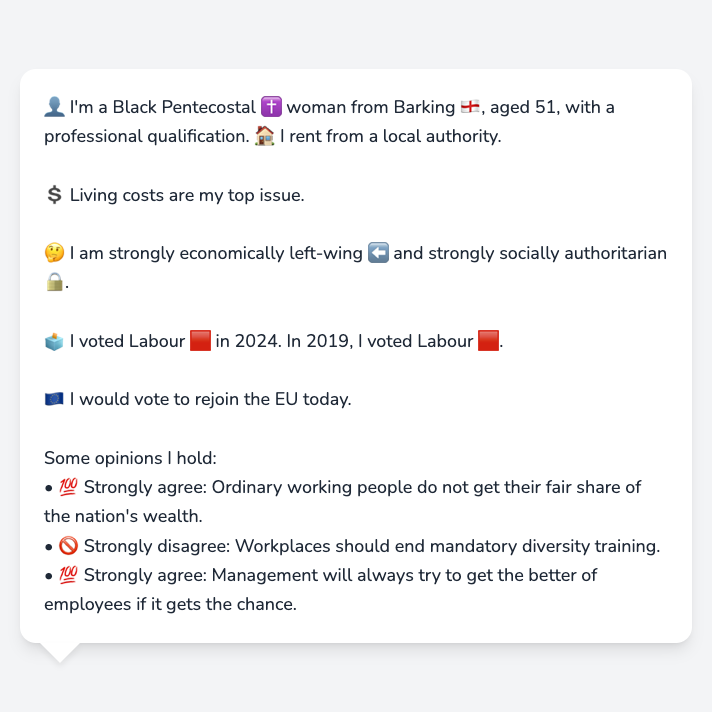 👤 I'm a Black Pentecostal ✝️ woman from Barking 🏴󠁧󠁢󠁥󠁮󠁧󠁿, aged 51, with a
professional qualification. 🏠 I rent from a local authority.
💲 Living costs are my top issue.
🤔 I am strongly economically left-wing ⬅️ and strongly socially authoritarian
🔒.
🗳️ I voted Labour 🟥 in 2024. In 2019, I voted Labour 🟥.
🇪🇺 I would vote to rejoin the EU today.
Some opinions I hold:
• 💯 Strongly agree: Ordinary working people do not get their fair share of
the nation's wealth.
• 🚫 Strongly disagree: Workplaces should end mandatory diversity training.
• 💯 Strongly agree: Management will always try to get the better of
employees if it gets the chance.